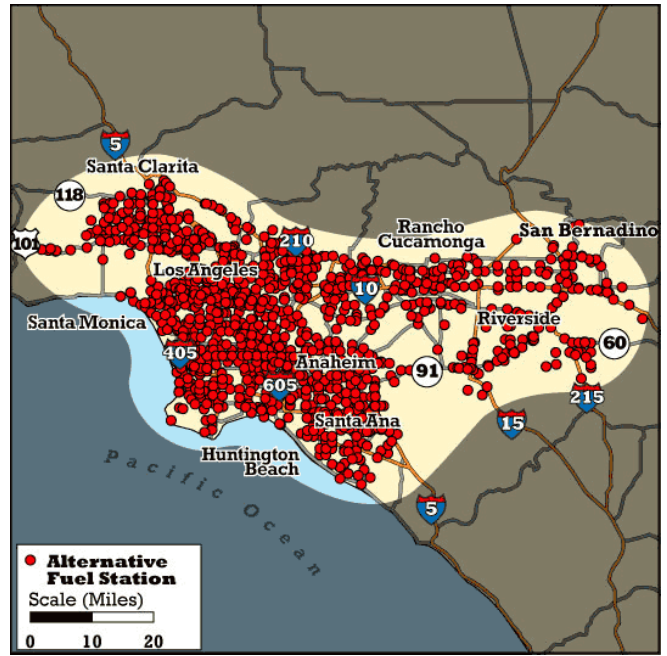 5
Santa Clarita
118
101
210
Rancho
Cucamonga
San Bernadino
Los Angeles
10
Santa Monica
Riverside
405
60
Anaheim
91
605
215
Santa Ana
15
Huntington
Beach
5
Pacific Ocean
Alternative
Fuel Station
Scale (Miles)
0 10 20